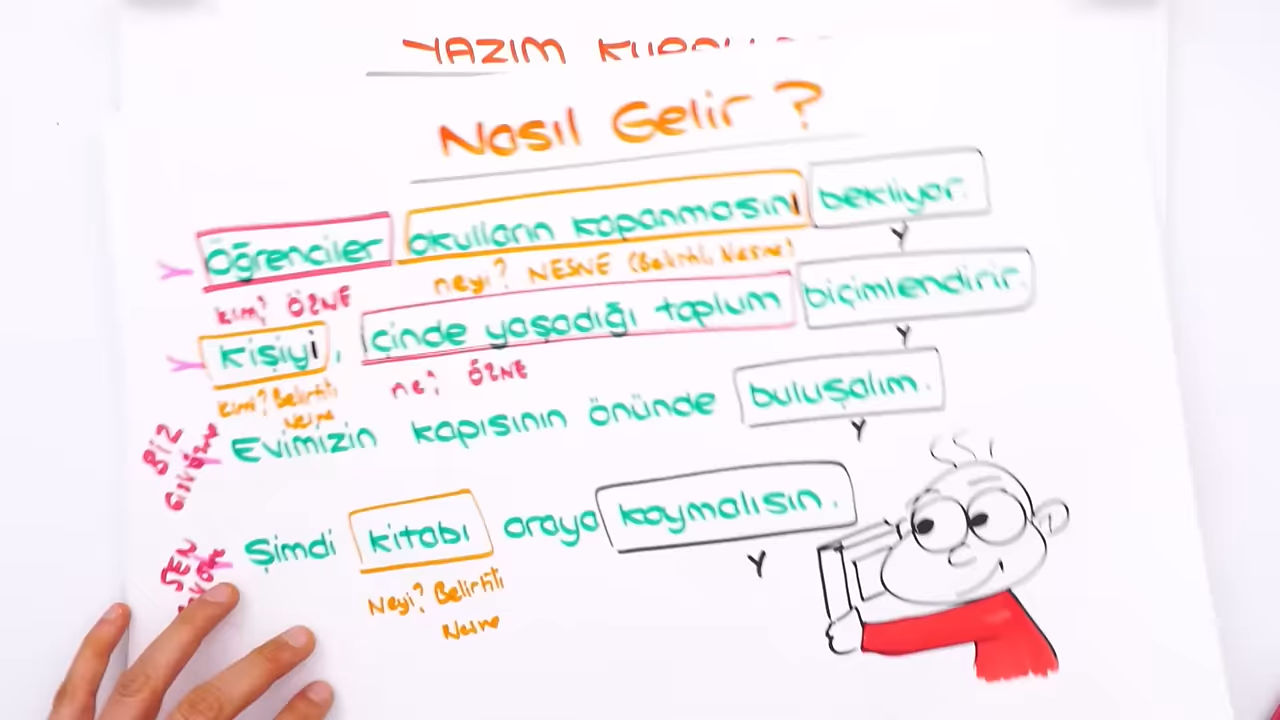 YAZIM
Nasıl Gelir ?
Öğrenciler okulların kapanmasını bekliyor.
Y
kim? ÖZNE neyi? NESNE (Belirtili Nesne)
Kişiyi, içinde yaşadığı toplum biçimlendirir.
Y
kimi? Belirtili Nesne ne? ÖZNE
BİZ
Evimizin kapısının önünde buluşalım.
Y
SEN
Şimdi kitabı araya koymalısın.
Y
Neyi? Belirtili
Nesne